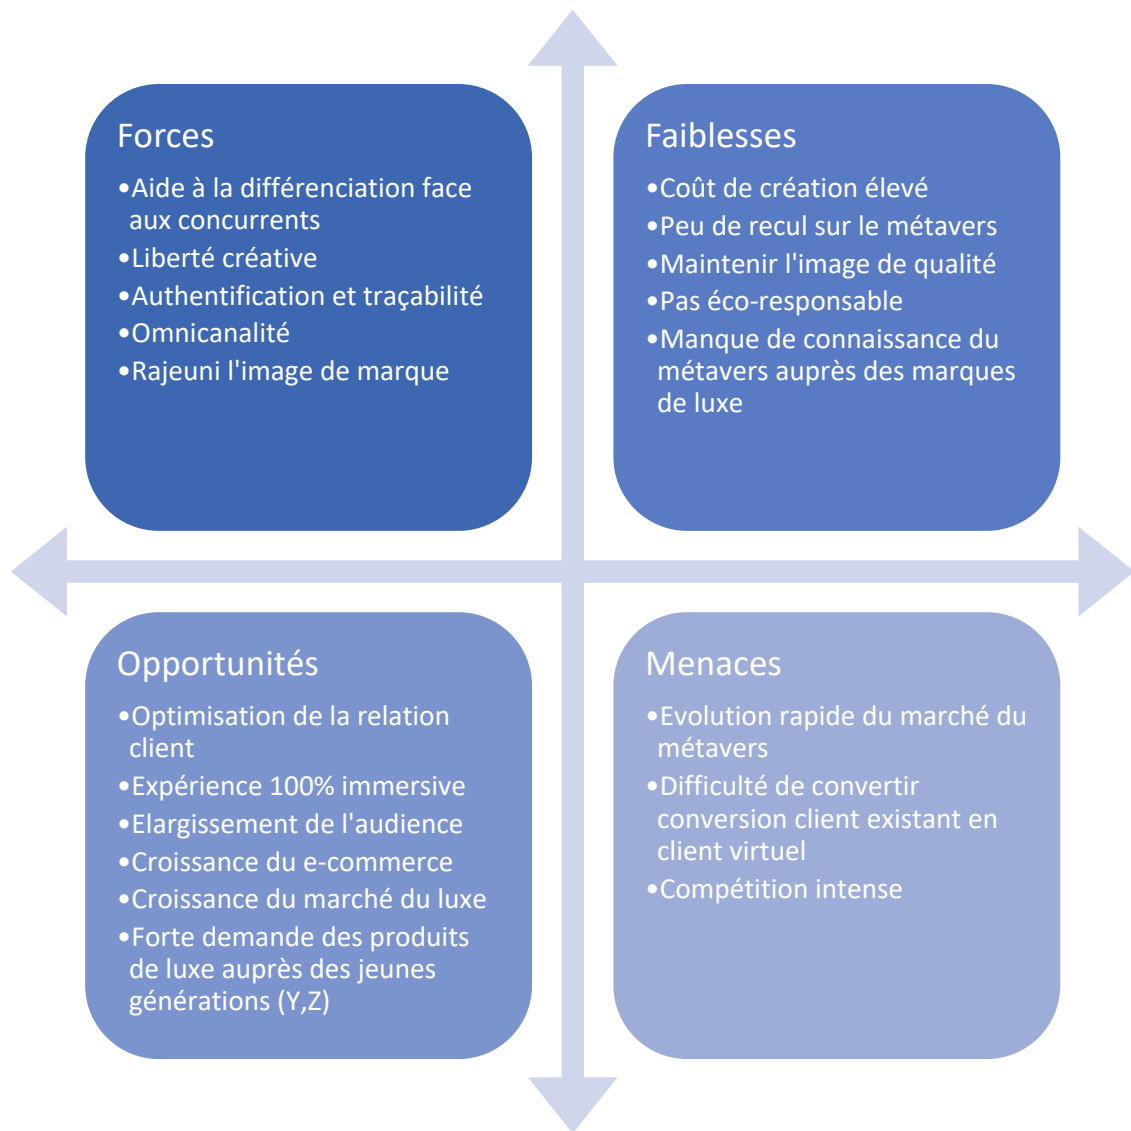 Forces
•Aide à la différenciation face
aux concurrents
•Liberté créative
•Authentification et traçabilité
•Omnicanalité
•Rajeuni l'image de marque
Faiblesses
•Coût de création élevé
•Peu de recul sur le métavers
•Maintenir l'image de qualité
•Pas éco-responsable
•Manque de connaissance du
métavers auprès des marques
de luxe
Opportunités
•Optimisation de la relation
client
•Expérience 100% immersive
•Elargissement de l'audience
•Croissance du e-commerce
•Croissance du marché du luxe
•Forte demande des produits
de luxe auprès des jeunes
générations (Y,Z)
Menaces
•Evolution rapide du marché du
métavers
•Difficulté de convertir
conversion client existant en
client virtuel
•Compétition intense